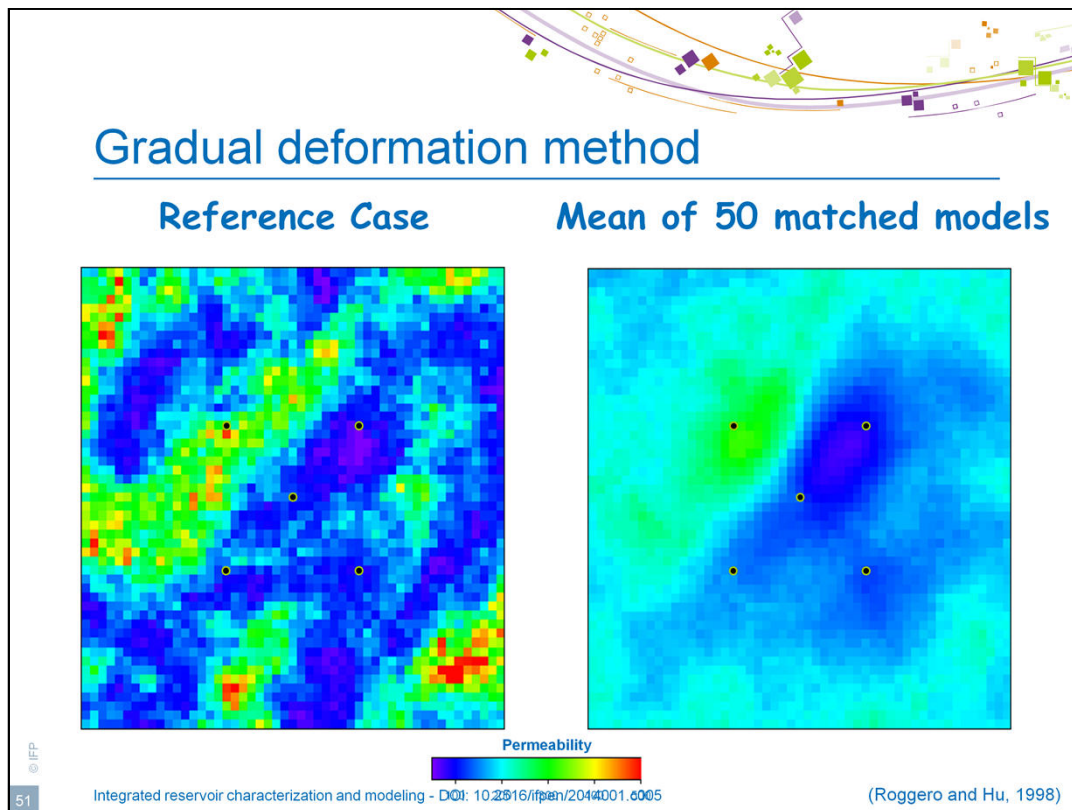 Gradual deformation method
Reference Case
Mean of 50 matched models
Permeability
© IFP
51
Integrated reservoir characterization and modeling - DOI: 
(Roggero and Hu, 1998)